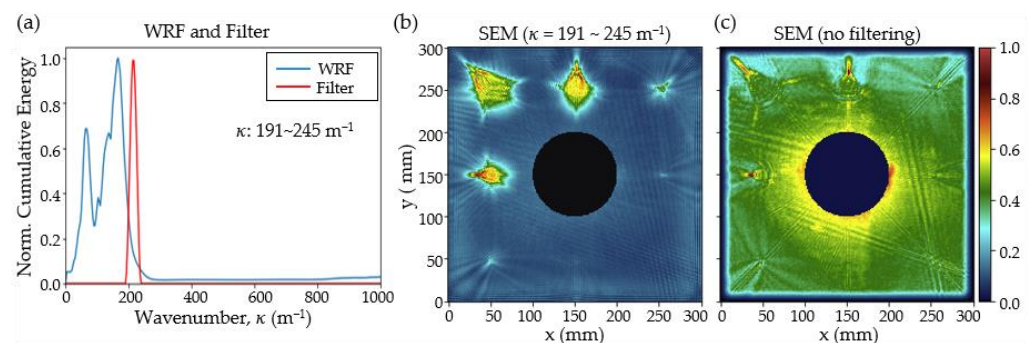 (a)
WRF and Filter
Norm. Cumulative Energy
1.0
0.8
0.6
0.4
0.2
0.0
WRF
Filter
κ: 191~245 m⁻¹
0 200 400 600 800 1000
Wavenumber, κ (m⁻¹)
(b)
SEM (κ = 191 ~ 245 m⁻¹)
y ( mm)
300
250
200
150
100
50
0
0 50 100 150 200 250 300
x (mm)
(c)
SEM (no filtering)
0 50 100 150 200 250 300
x (mm)
1.0
0.8
0.6
0.4
0.2
0.0